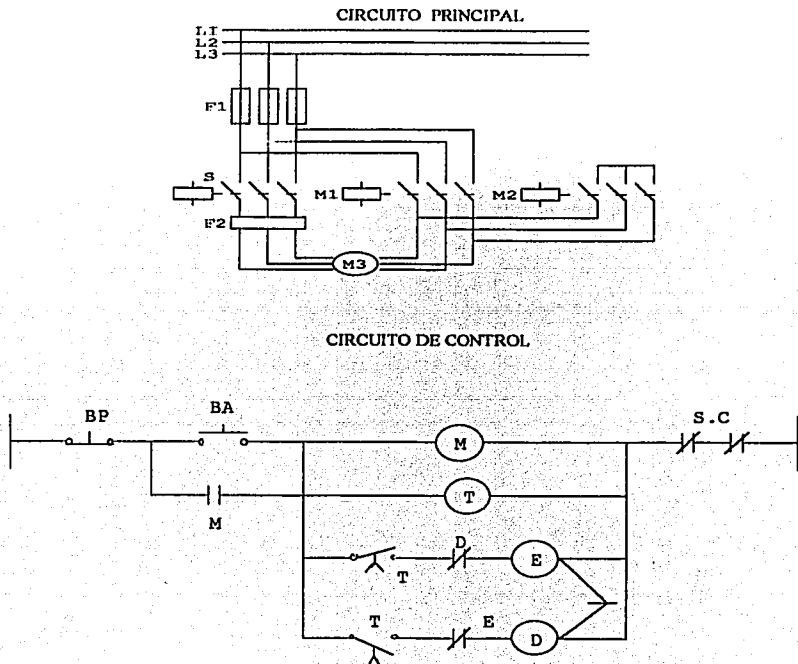 CIRCUITO PRINCIPAL
L1
L2
L3
F1
S
M1
M2
F2
M3
CIRCUITO DE CONTROL
BP
BA
S.C
M
T
M
D
E
T
T
E
D